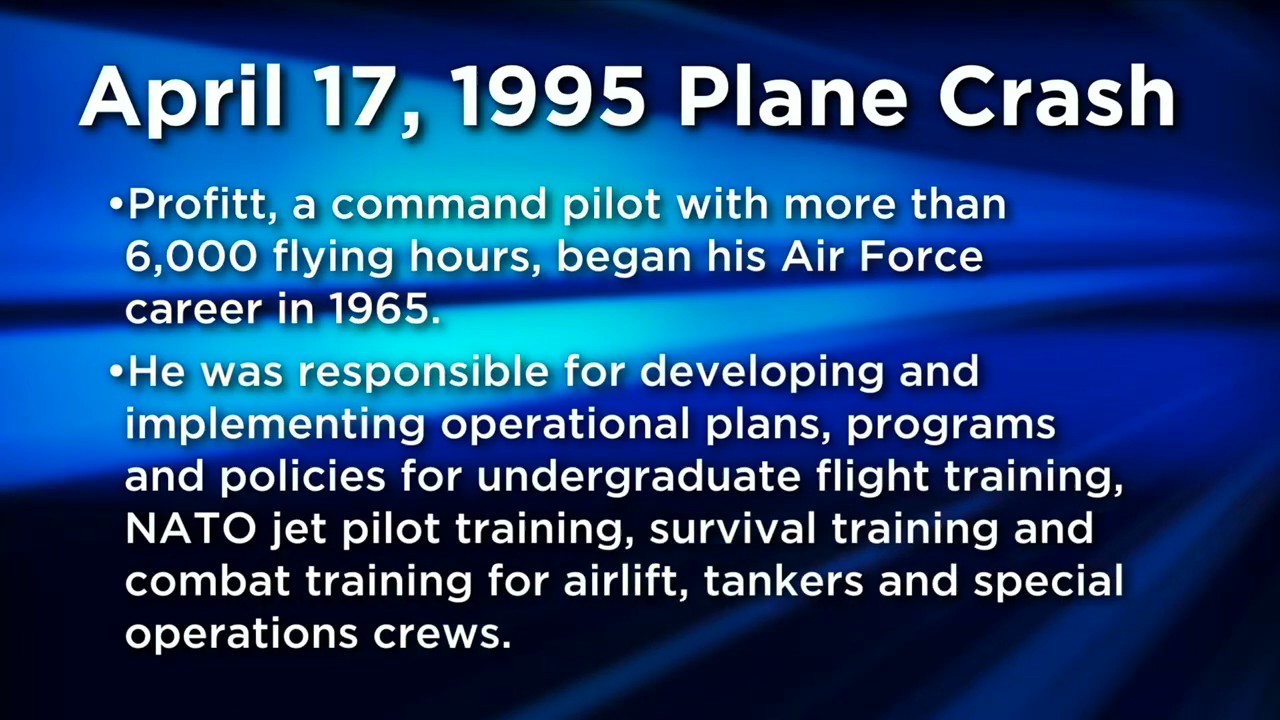 April 17, 1995 Plane Crash
•Profitt, a command pilot with more than
6,000 flying hours, began his Air Force
career in 1965.
•He was responsible for developing and
implementing operational plans, programs
and policies for undergraduate flight training,
NATO jet pilot training, survival training and
combat training for airlift, tankers and special
operations crews.